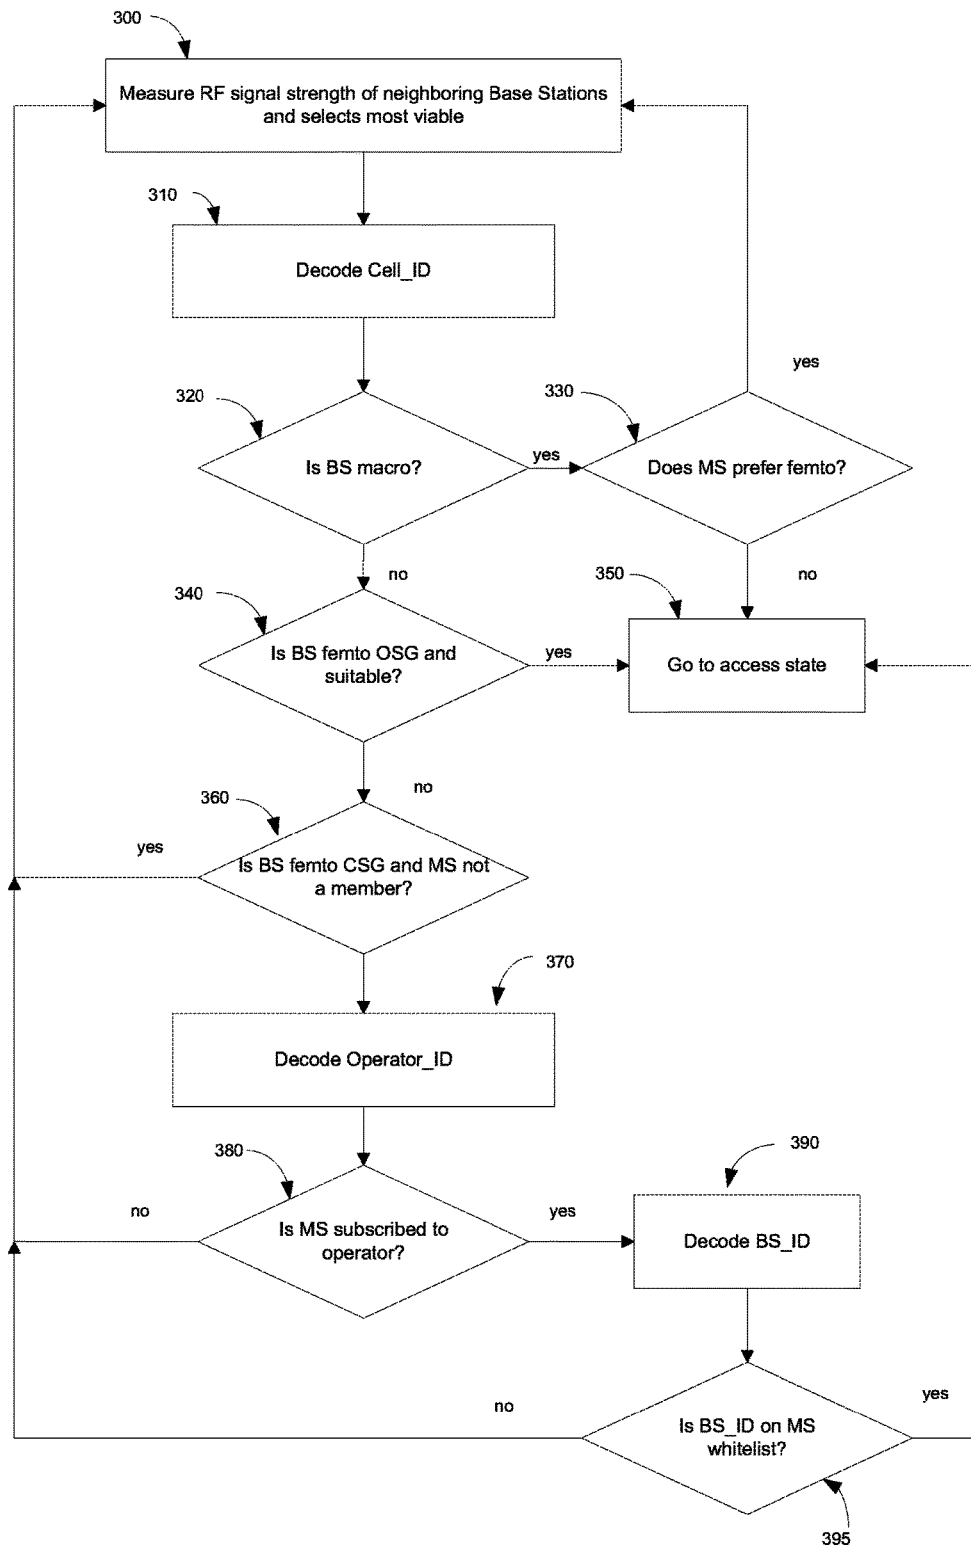 300
Measure RF signal strength of neighboring Base Stations
and selects most viable
310
Decode Cell_ID
yes
320
330
Is BS macro?
yes
Does MS prefer femto?
no
350
no
340
Is BS femto OSG and
suitable?
yes
Go to access state
no
360
yes
Is BS femto CSG and MS not
a member?
370
Decode Operator_ID
380
390
no
Is MS subscribed to
operator?
yes
Decode BS_ID
no
yes
Is BS_ID on MS
whitelist?
395